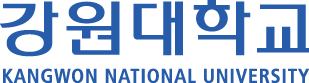 강원대학교
KANGWON NATIONAL UNIVERSITY